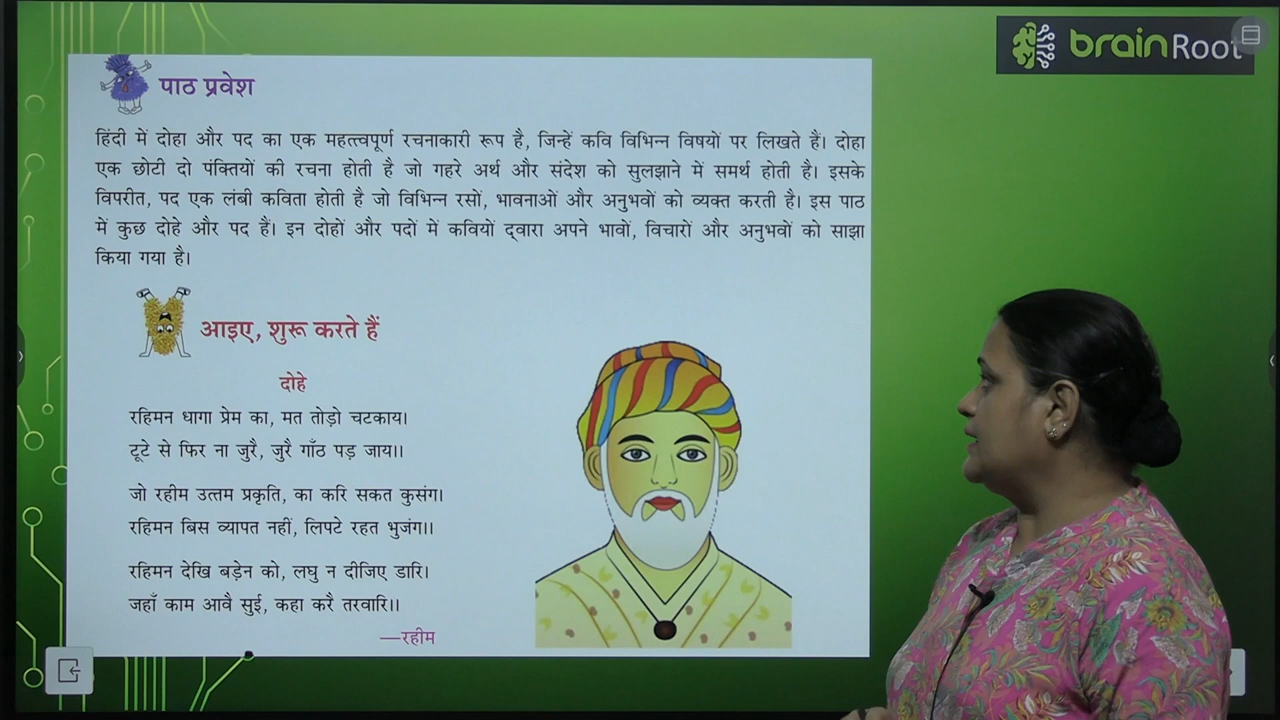 brainRoot
पाठ प्रवेश
हिंदी में दोहा और पद का एक महत्त्वपूर्ण रचनाकारी रूप है, जिन्हें कवि विभिन्न विषयों पर लिखते हैं। दोहा
एक छोटी दो पंक्तियों की रचना होती है जो गहरे अर्थ और संदेश को सुलझाने में समर्थ होती है। इसके
विपरीत, पद एक लंबी कविता होती है जो विभिन्न रसों, भावनाओं और अनुभवों को व्यक्त करती है। इस पाठ
में कुछ दोहे और पद हैं। इन दोहों और पदों में कवियों द्वारा अपने भावों, विचारों और अनुभवों को साझा
किया गया है।
आइए, शुरू करते हैं
दोहे
रहिमन धागा प्रेम का, मत तोड़ो चटकाय।
टूटे से फिर ना जुरै, जुरै गाँठ पड़ जाय।।
जो रहीम उत्तम प्रकृति, का करि सकत कुसंग।
रहिमन बिस व्यापत नहीं, लिपटे रहत भुजंग।।
रहिमन देखि बड़ेन को, लघु न दीजिए डारि।
जहाँ काम आवै सुई, कहा करै तरवारि।।
—रहीम